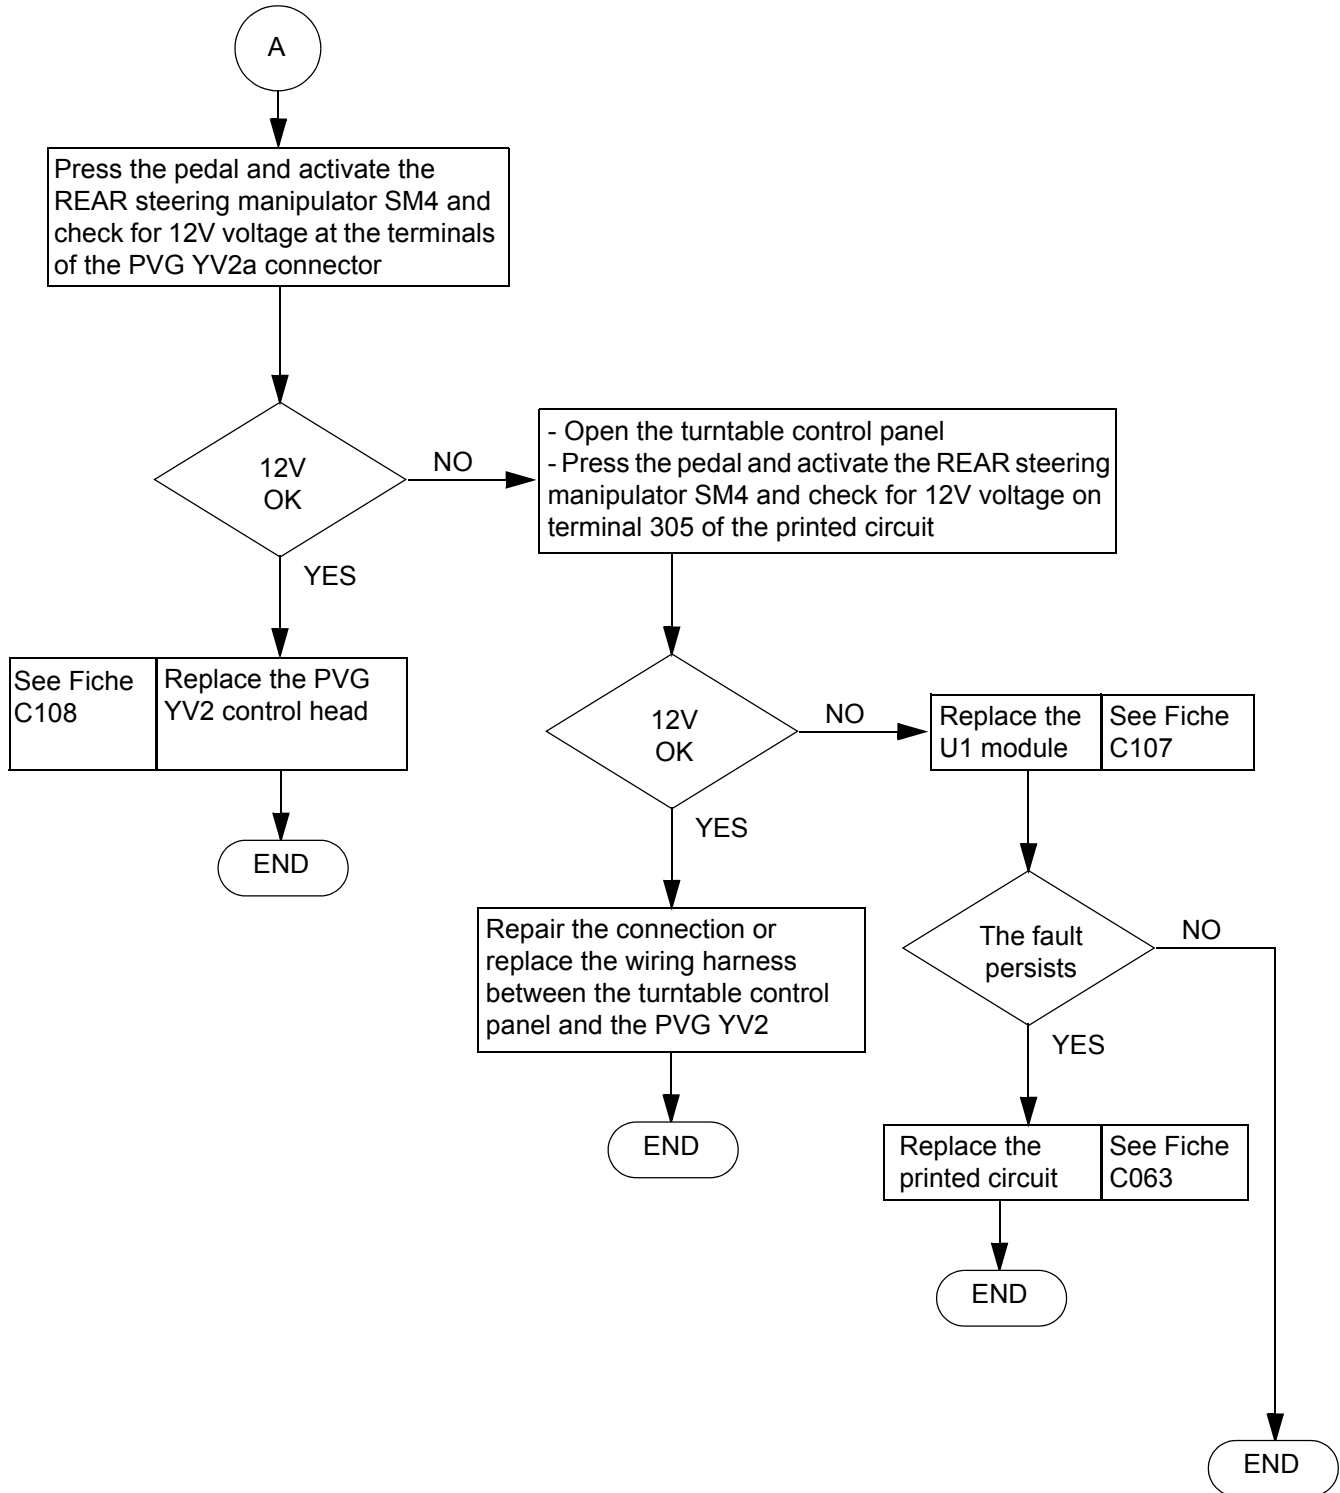 A
Press the pedal and activate the
REAR steering manipulator SM4 and
check for 12V voltage at the terminals
of the PVG YV2a connector
12V
OK
NO
- Open the turntable control panel
- Press the pedal and activate the REAR steering
manipulator SM4 and check for 12V voltage on
terminal 305 of the printed circuit
YES
See Fiche
C108
Replace the PVG
YV2 control head
END
12V
OK
NO
Replace the
U1 module
See Fiche
C107
YES
Repair the connection or
replace the wiring harness
between the turntable control
panel and the PVG YV2
END
The fault
persists
NO
YES
Replace the
printed circuit
See Fiche
C063
END
END